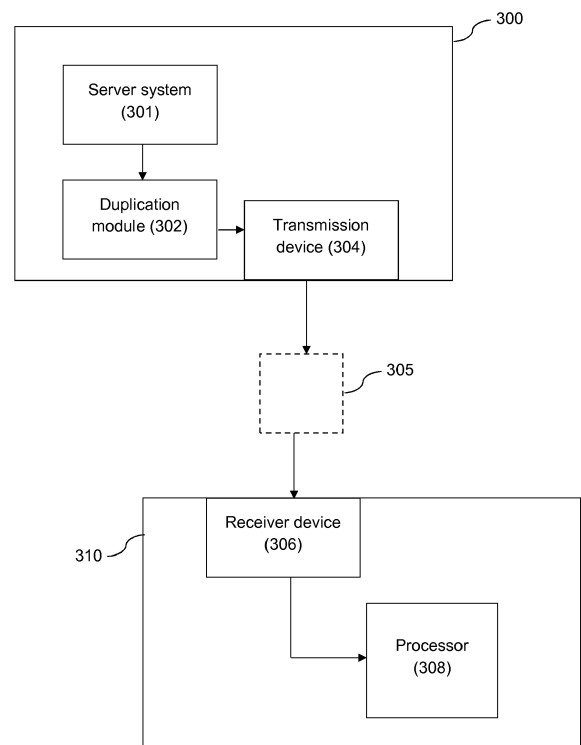 300
Server system
(301)
Duplication
module (302)
Transmission
device (304)
305
Receiver device
(306)
310
Processor
(308)